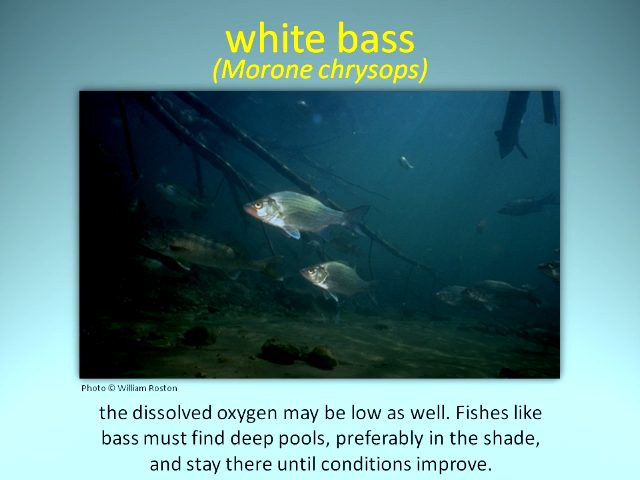 white bass
(Morone chrysops)
Photo © William Roston
the dissolved oxygen may be low as well. Fishes like
bass must find deep pools, preferably in the shade,
and stay there until conditions improve.